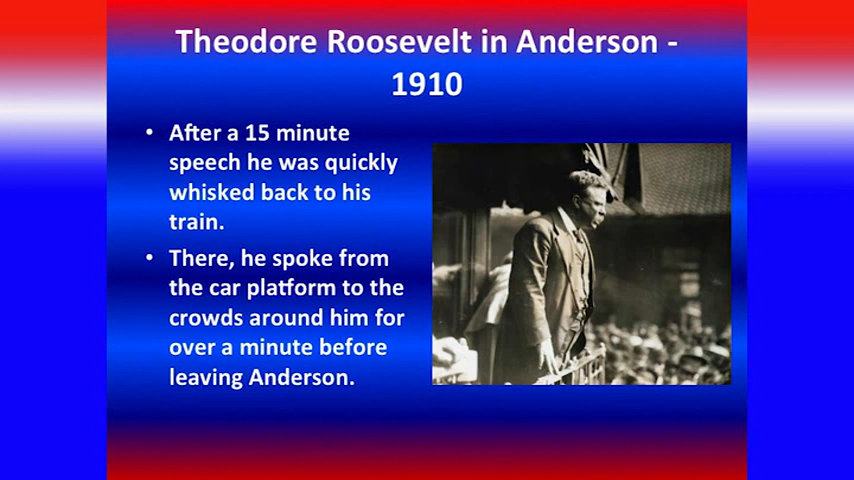 Theodore Roosevelt in Anderson -
1910
• After a 15 minute
speech he was quickly
whisked back to his
train.
• There, he spoke from
the car platform to the
crowds around him for
over a minute before
leaving Anderson.